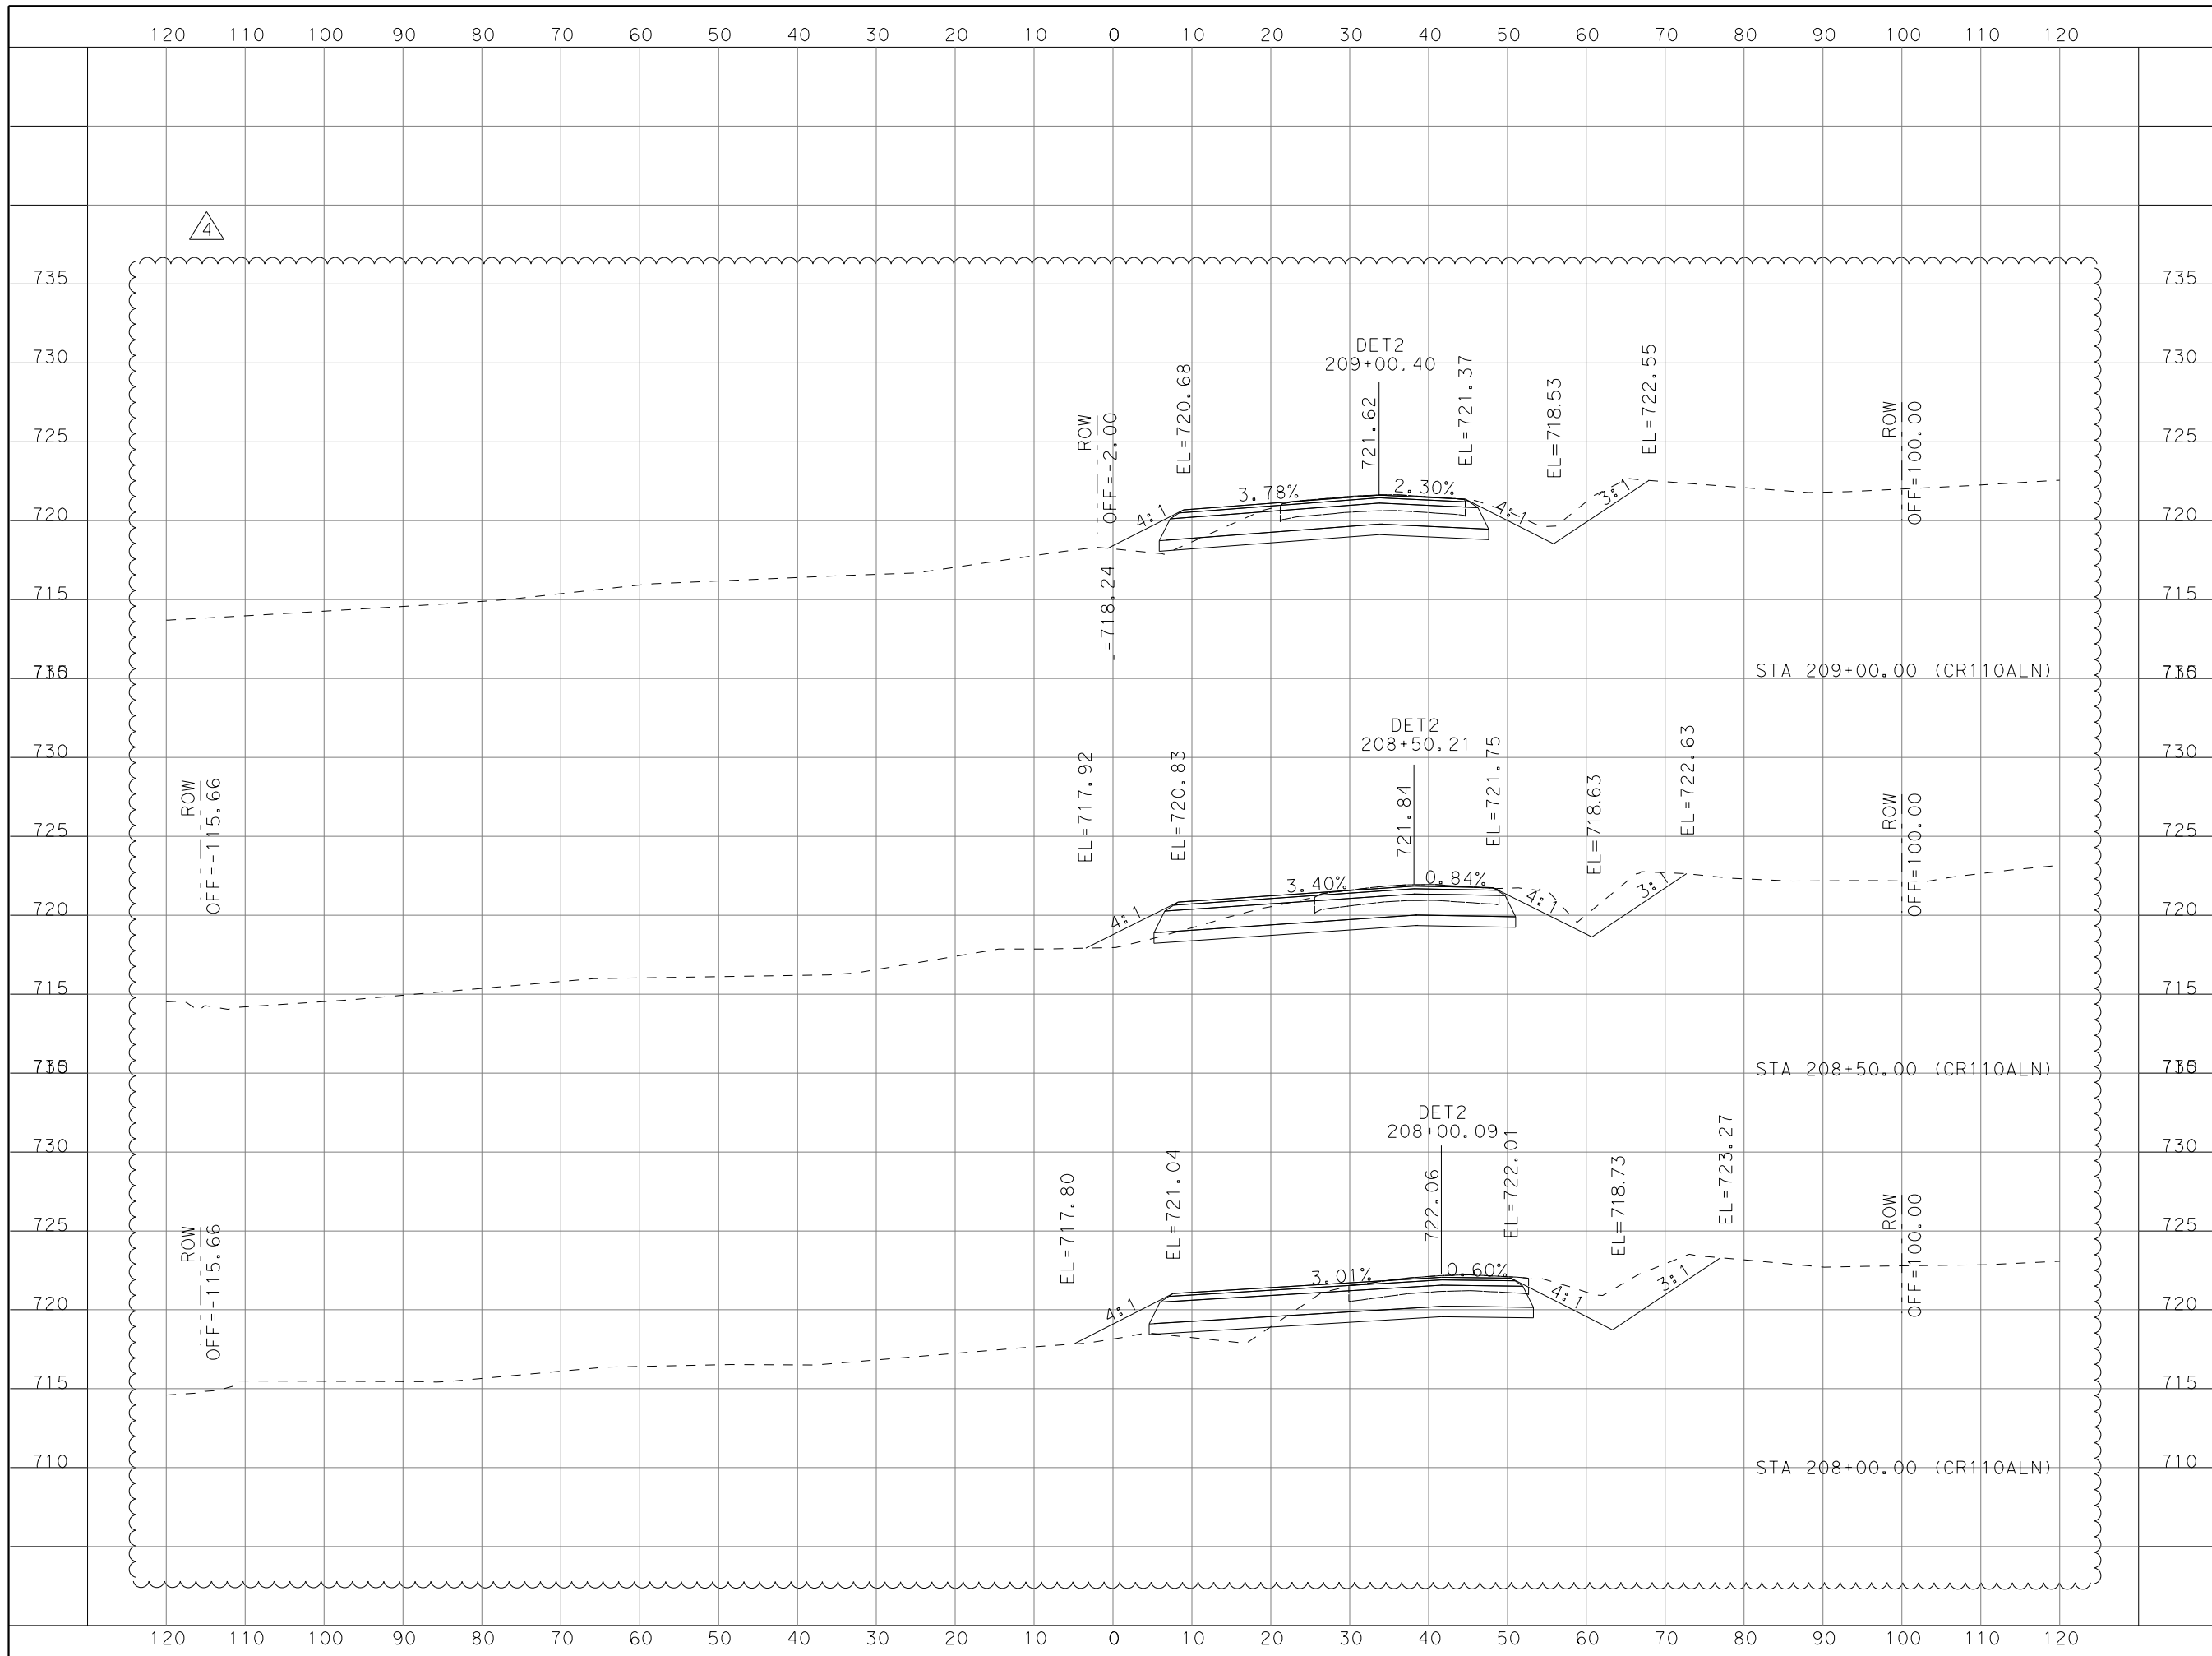 120 110 100 90 80 70 60 50 40 30 20 10 0 10 20 30 40 50 60 70 80 90 100 110 120
4
735 735
730 730
725 725
720 720
715 715
DET2
209+00.40
ROW
OFF=-2.00
EL=720.68
721.62
EL=721.37
EL=718.53
EL=722.55
ROW
OFF=100.00
4:1
3.78%
2.30%
4:1
3:1
=718.24
STA 209+00.00 (CR110ALN)
730 730
725 725
720 720
715 715
DET2
208+50.21
ROW
OFF=-115.66
EL=717.92
EL=720.83
721.84
EL=721.75
EL=718.63
EL=722.63
ROW
OFF=100.00
4:1
3.40%
0.84%
4:1
3:1
STA 208+50.00 (CR110ALN)
730 730
725 725
720 720
715 715
710 710
DET2
208+00.09
ROW
OFF=-115.66
EL=717.80
EL=721.04
722.06
EL=722.01
EL=718.73
EL=723.27
ROW
OFF=100.00
4:1
3.01%
0.60%
4:1
3:1
STA 208+00.00 (CR110ALN)
120 110 100 90 80 70 60 50 40 30 20 10 0 10 20 30 40 50 60 70 80 90 100 110 120